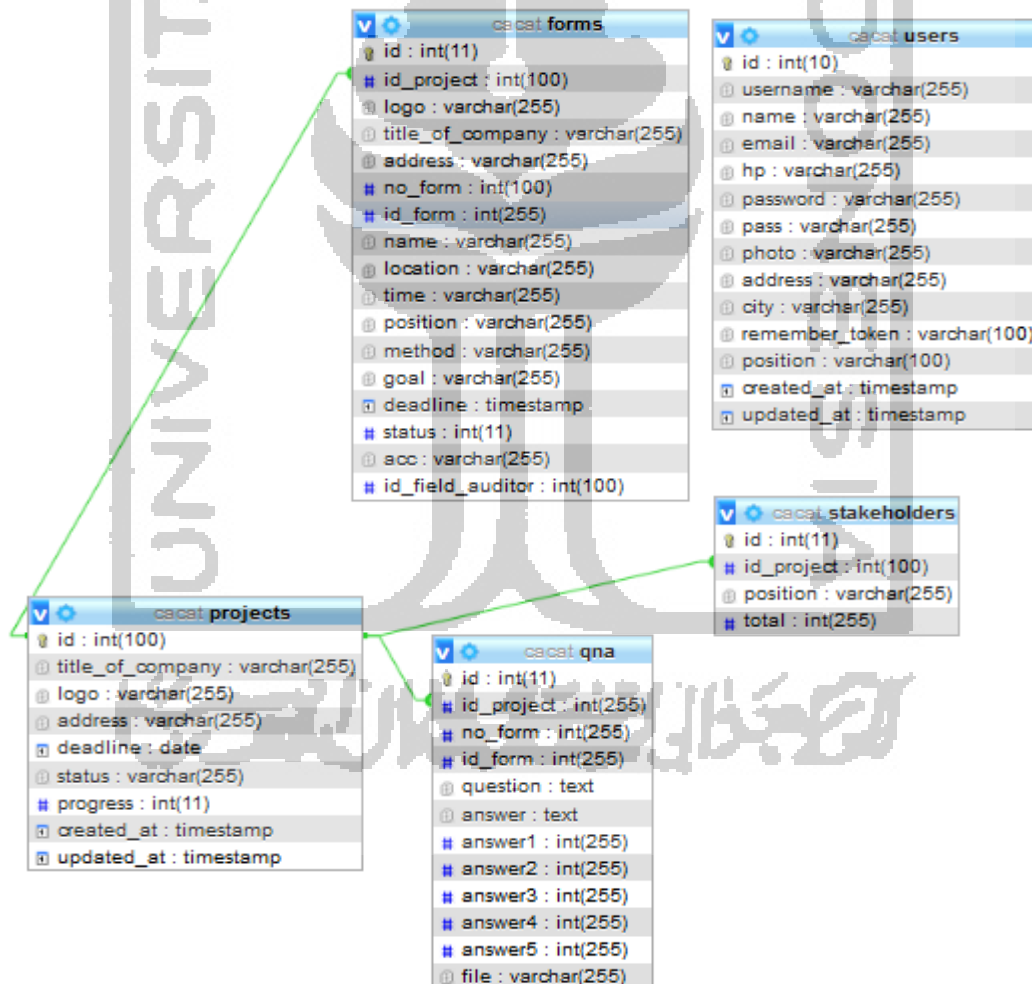 cacat forms
id : int(11)
id_project : int(100)
logo : varchar(255)
title_of_company : varchar(255)
address : varchar(255)
no_form : int(100)
id_form : int(255)
name : varchar(255)
location : varchar(255)
time : varchar(255)
position : varchar(255)
method : varchar(255)
goal : varchar(255)
deadline : timestamp
status : int(11)
acc : varchar(255)
id_field_auditor : int(100)
cacat users
id : int(10)
username : varchar(255)
name : varchar(255)
email : varchar(255)
hp : varchar(255)
password : varchar(255)
pass : varchar(255)
photo : varchar(255)
address : varchar(255)
city : varchar(255)
remember_token : varchar(100)
position : varchar(100)
created_at : timestamp
updated_at : timestamp
cacat stakeholders
id : int(11)
id_project : int(100)
position : varchar(255)
total : int(255)
cacat projects
id : int(100)
title_of_company : varchar(255)
logo : varchar(255)
address : varchar(255)
deadline : date
status : varchar(255)
progress : int(11)
created_at : timestamp
updated_at : timestamp
cacat qna
id : int(11)
id_project : int(255)
no_form : int(255)
id_form : int(255)
question : text
answer : text
answer1 : int(255)
answer2 : int(255)
answer3 : int(255)
answer4 : int(255)
answer5 : int(255)
file : varchar(255)